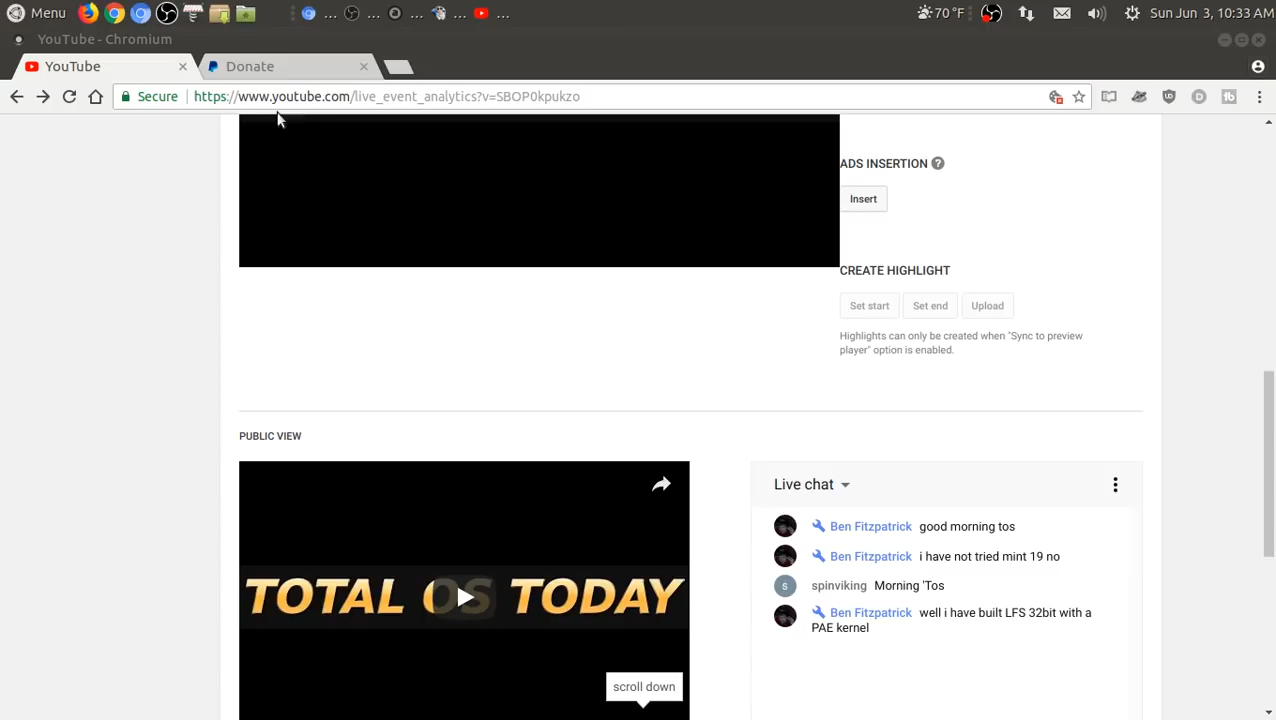 Menu ... ... ... ... ... 70 °F Sun Jun 3, 10:33 AM
YouTube - Chromium
YouTube Donate
Secure https://www.youtube.com/live_event_analytics?v=SBOP0kpukzo
ADS INSERTION ?
Insert
CREATE HIGHLIGHT
Set start Set end Upload
Highlights can only be created when "Sync to preview
player" option is enabled.
PUBLIC VIEW
Live chat
Ben Fitzpatrick good morning tos
Ben Fitzpatrick i have not tried mint 19 no
s spinviking Morning 'Tos
TOTAL OS TODAY
Ben Fitzpatrick well i have built LFS 32bit with a
PAE kernel
scroll down